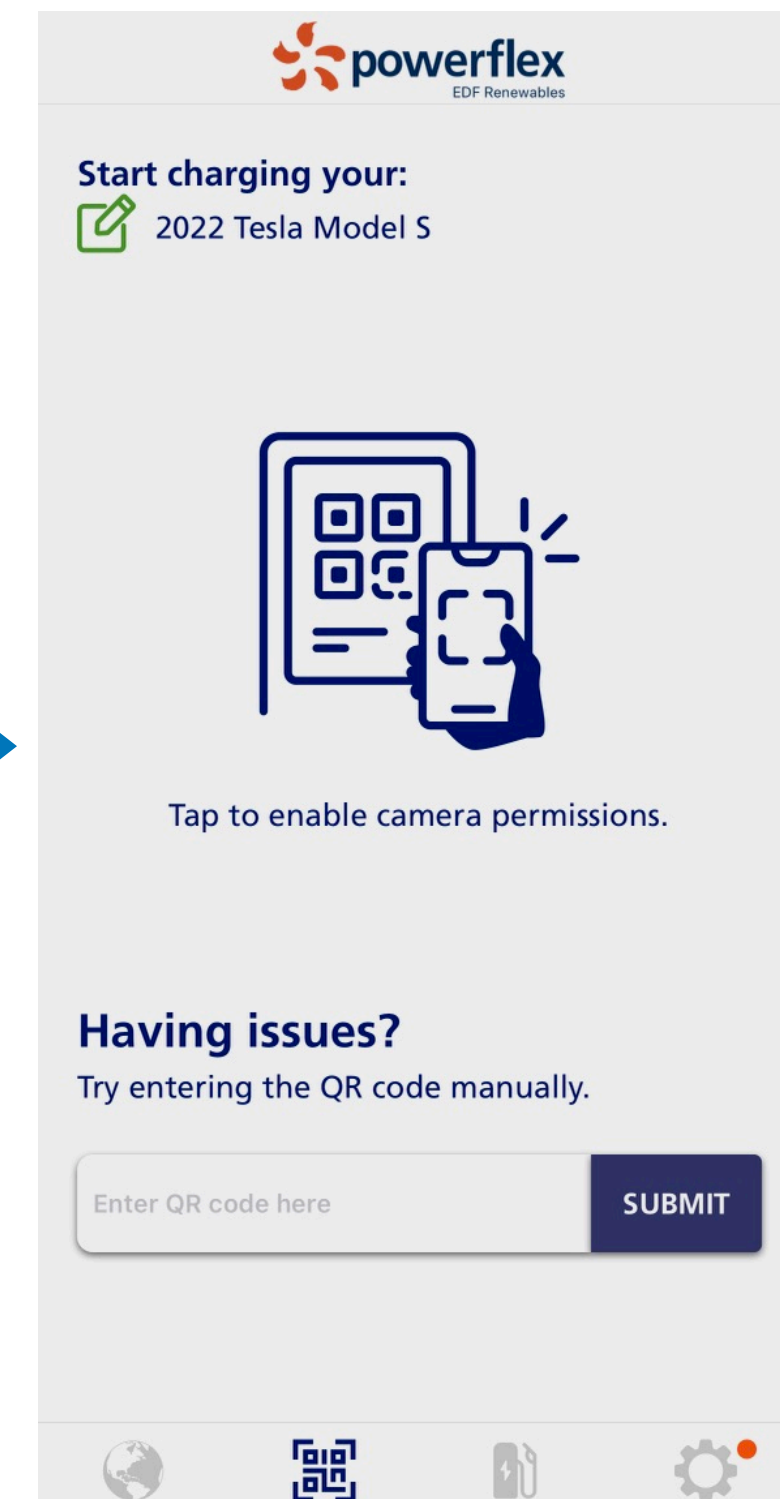 powerflex
EDF Renewables
Start charging your:
2022 Tesla Model S
Tap to enable camera permissions.
Having issues?
Try entering the QR code manually.
Enter QR code here
SUBMIT